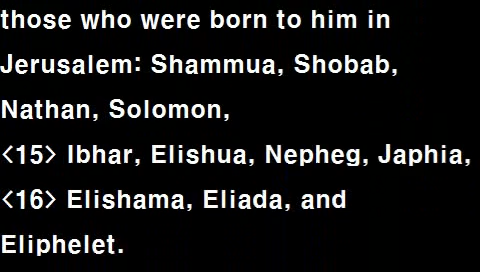 those who were born to him in
Jerusalem: Shammua, Shobab,
Nathan, Solomon,
<15> Ibhar, Elishua, Nepheg, Japhia,
<16> Elishama, Eliada, and
Eliphelet.